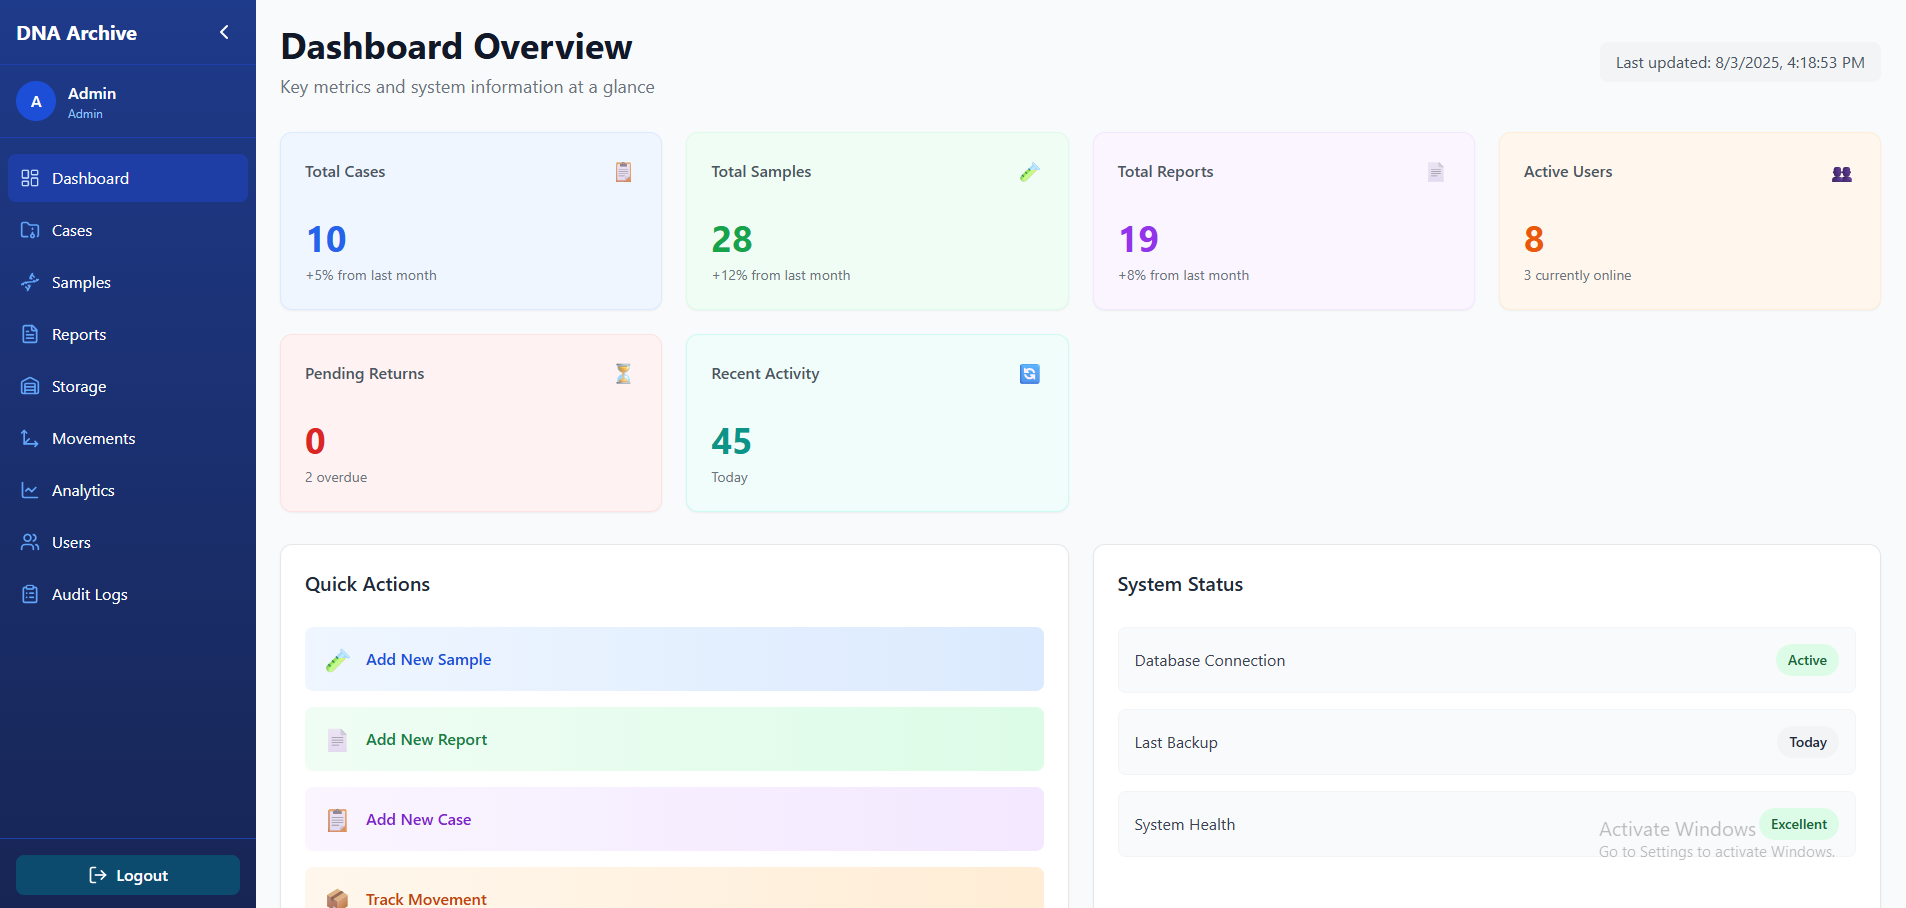 DNA Archive
A
Admin
Admin
Dashboard
Cases
Samples
Reports
Storage
Movements
Analytics
Users
Audit Logs
Logout
Dashboard Overview
Key metrics and system information at a glance
Last updated: 8/3/2025, 4:18:53 PM
Total Cases
10
+5% from last month
Total Samples
28
+12% from last month
Total Reports
19
+8% from last month
Active Users
8
3 currently online
Pending Returns
0
2 overdue
Recent Activity
45
Today
Quick Actions
Add New Sample
Add New Report
Add New Case
Track Movement
System Status
Database Connection
Active
Last Backup
Today
System Health
Excellent
Activate Windows
Go to Settings to activate Windows.